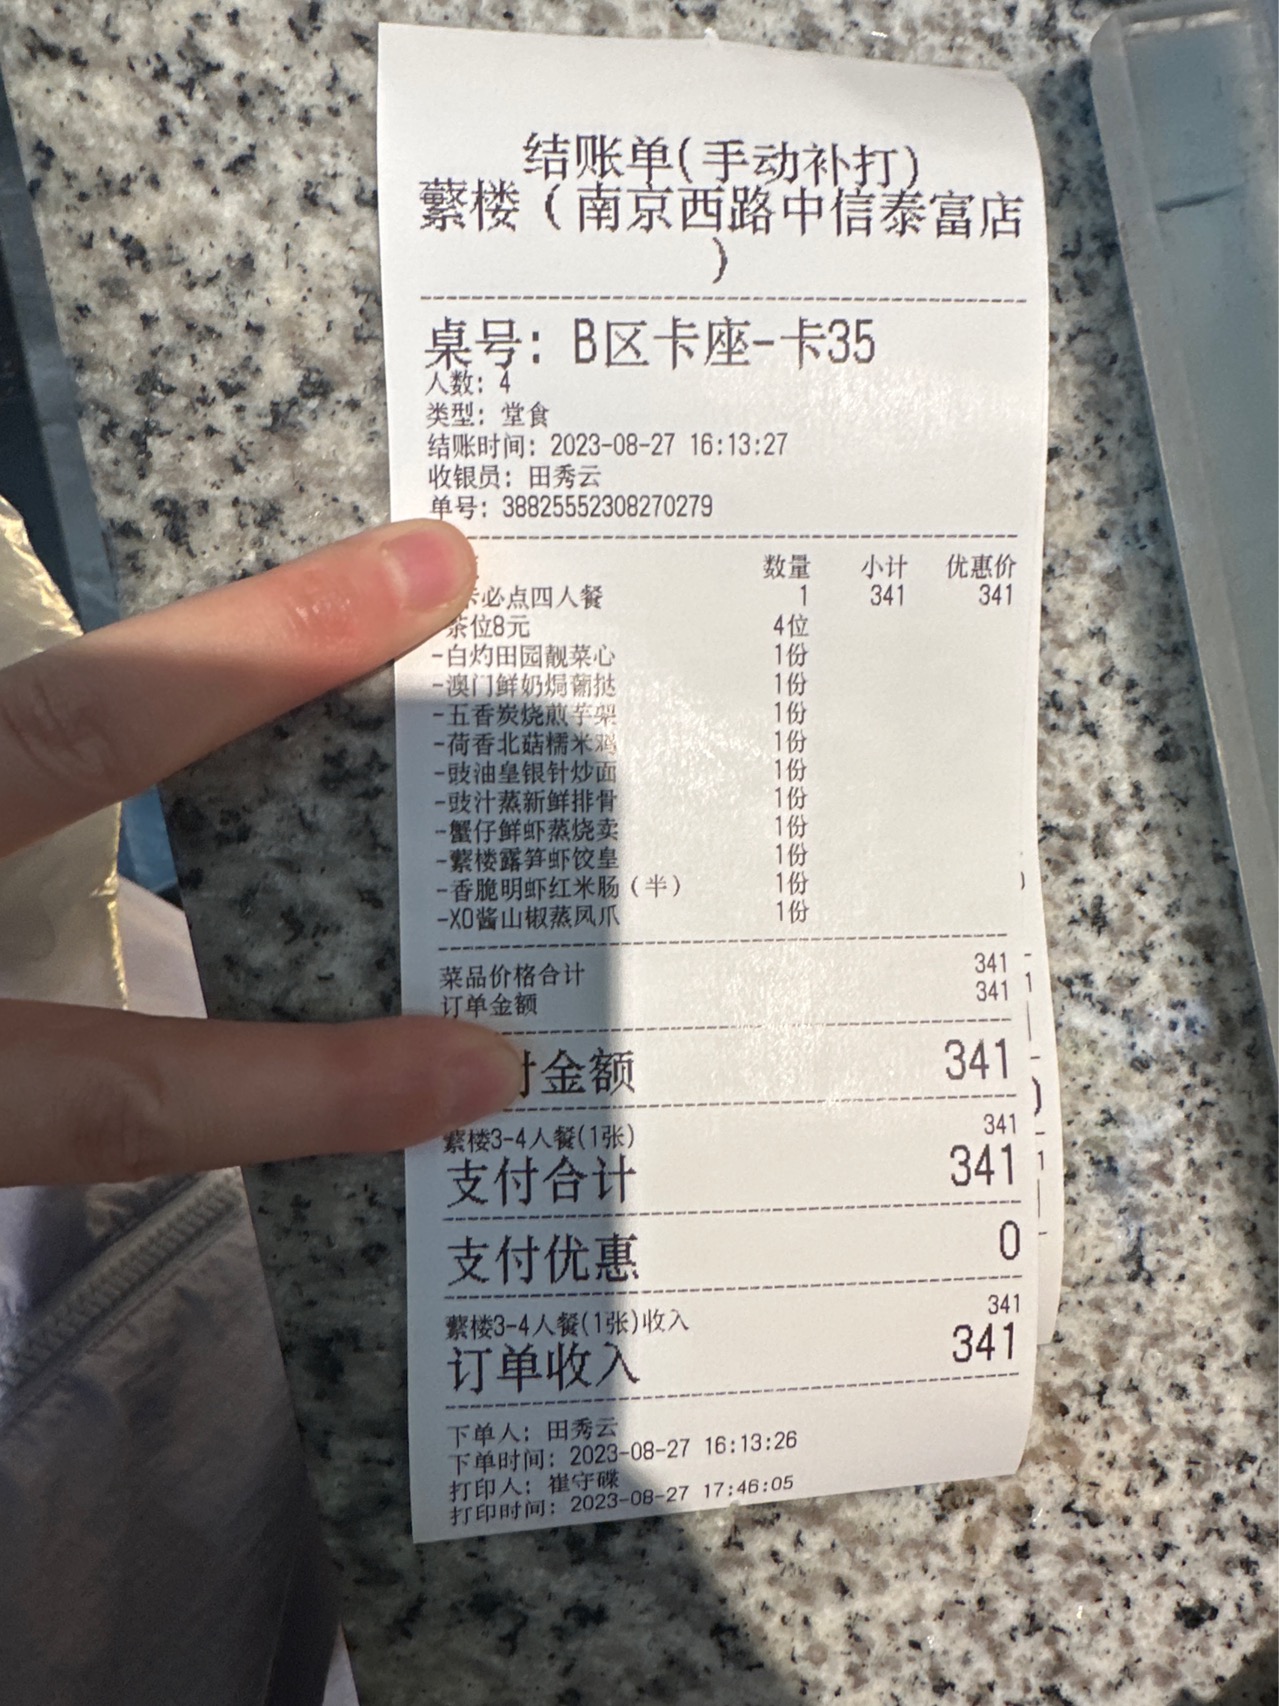 结账单(手动补打)
蘩楼（南京西路中信泰富店
）
桌号: B区卡座-卡35
人数: 4
类型: 堂食
结账时间: 2023-08-27 16:13:27
收银员: 田秀云
单号: 38825552308270279
数量 小计 优惠价
必点四人餐 1 341 341
茶位8元 4位
-白灼田园靓菜心 1份
-澳门鲜奶焗葡挞 1份
-五香炭烧煎芋粿 1份
-荷香北菇糯米鸡 1份
-豉油皇银针炒面 1份
-豉汁蒸新鲜排骨 1份
-蟹仔鲜虾蒸烧卖 1份
-蘩楼露笋虾饺皇 1份
-香脆明虾红米肠（半） 1份
-XO酱山椒蒸凤爪 1份
菜品价格合计 341
订单金额 341
付金额 341
蘩楼3-4人餐(1张) 341
支付合计 341
支付优惠 0
蘩楼3-4人餐(1张)收入 341
订单收入 341
下单人: 田秀云
下单时间: 2023-08-27 16:13:26
打印人: 崔守碟
打印时间: 2023-08-27 17:46:05